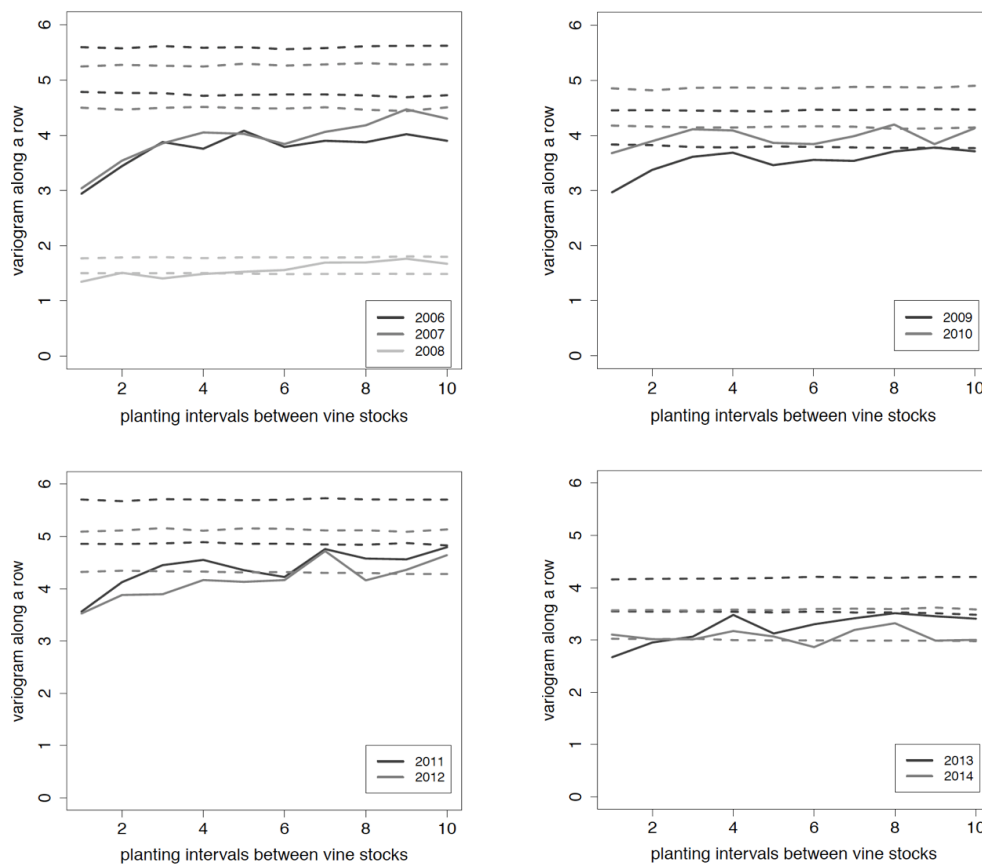 variogram along a row
0 1 2 3 4 5 6
2006
2007
2008
2 4 6 8 10
planting intervals between vine stocks
variogram along a row
0 1 2 3 4 5 6
2009
2010
2 4 6 8 10
planting intervals between vine stocks
variogram along a row
0 1 2 3 4 5 6
2011
2012
2 4 6 8 10
planting intervals between vine stocks
variogram along a row
0 1 2 3 4 5 6
2013
2014
2 4 6 8 10
planting intervals between vine stocks